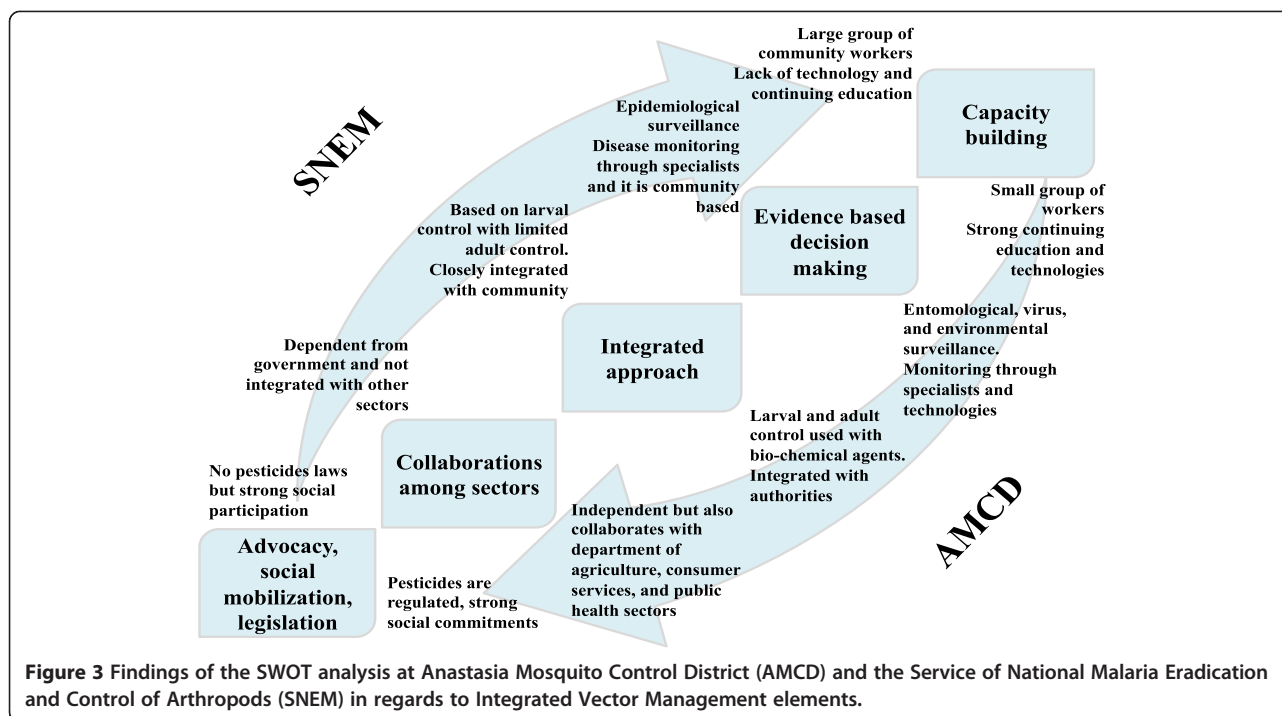 Large group of
community workers
Lack of technology and
continuing education
Capacity
building
SNEM
Epidemiological
surveillance
Disease monitoring
through specialists
and it is community
based
Small group of
workers
Strong continuing
education and
technologies
Evidence based
decision
making
Based on larval
control with limited
adult control.
Closely integrated
with community
Entomological, virus,
and environmental
surveillance.
Monitoring through
specialists and
technologies
Integrated
approach
Dependent from
government and not
integrated with other
sectors
Larval and adult
control used with
bio-chemical agents.
Integrated with
authorities
AMCD
Collaborations
among sectors
No pesticides laws
but strong social
participation
Independent but also
collaborates with
department of
agriculture, consumer
services, and public
health sectors
Advocacy,
social
mobilization,
legislation
Pesticides are
regulated, strong
social commitments
Figure 3 Findings of the SWOT analysis at Anastasia Mosquito Control District (AMCD) and the Service of National Malaria Eradication
and Control of Arthropods (SNEM) in regards to Integrated Vector Management elements.